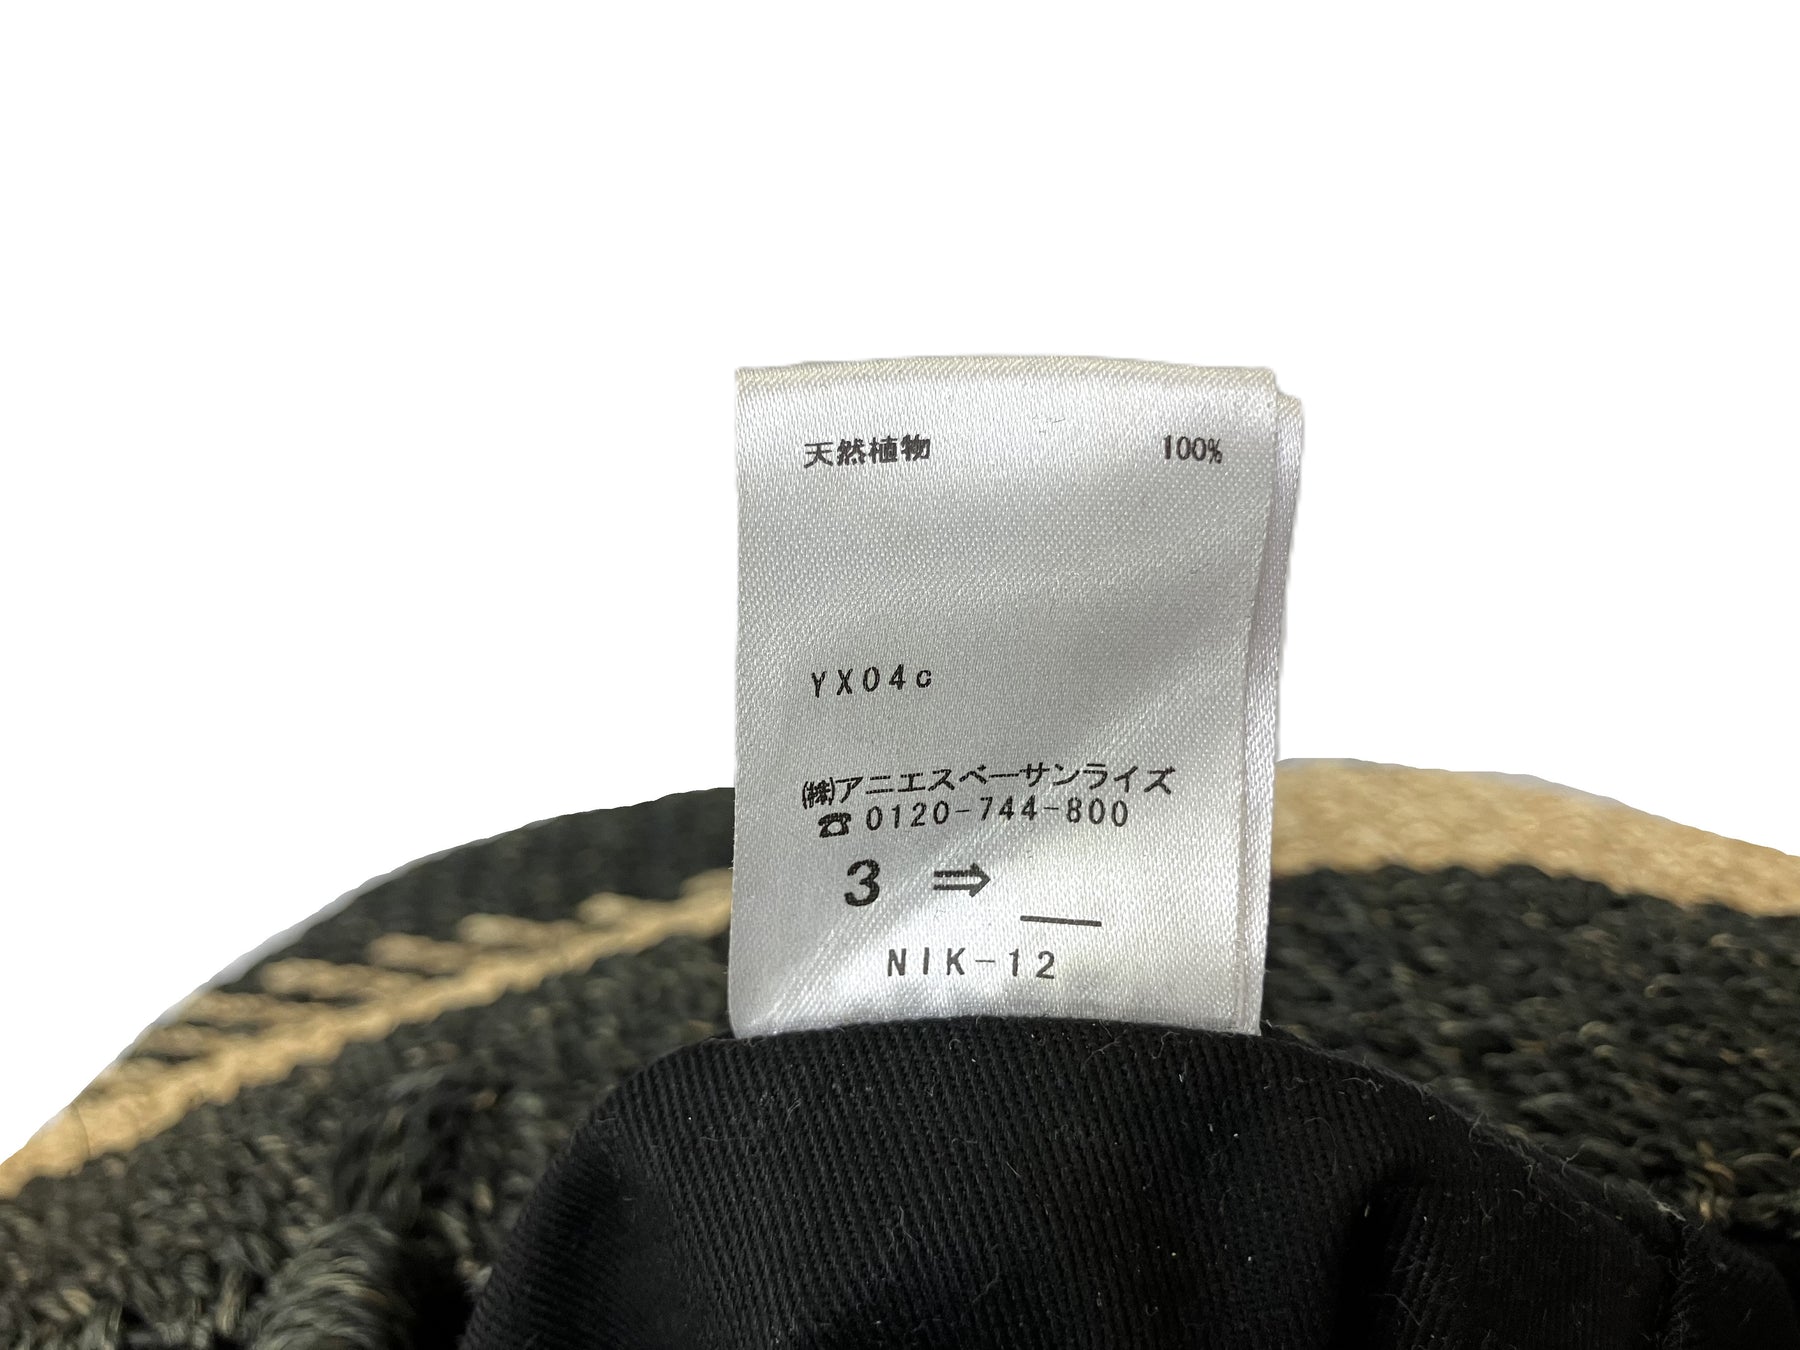 天然植物 100%
YX04c
㈱アニエスベーサンライズ
☎0120-744-800
3 ⇒
NIK-12